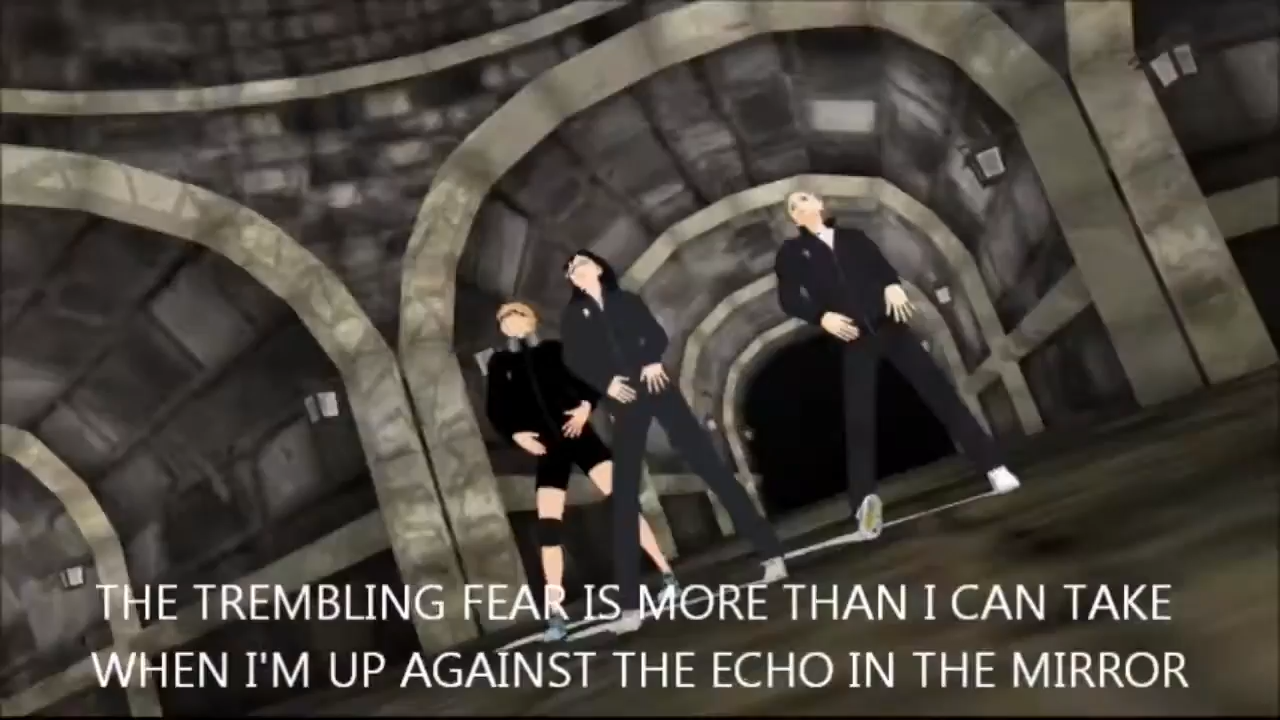 THE TREMBLING FEAR IS MORE THAN I CAN TAKE
WHEN I'M UP AGAINST THE ECHO IN THE MIRROR